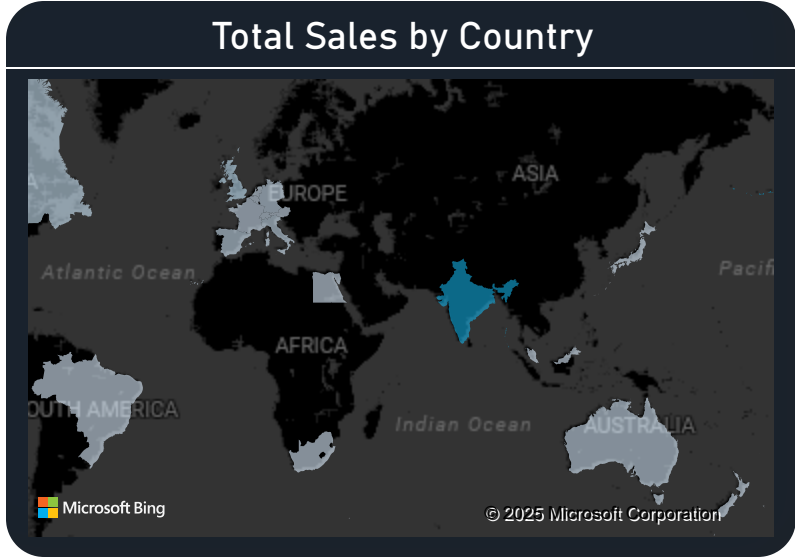 Total Sales by Country
A
EUROPE
ASIA
Atlantic Ocean
Pacif
AFRICA
OUTH AMERICA
Indian Ocean
AUSTRALIA
Microsoft Bing
© 2025 Microsoft Corporation